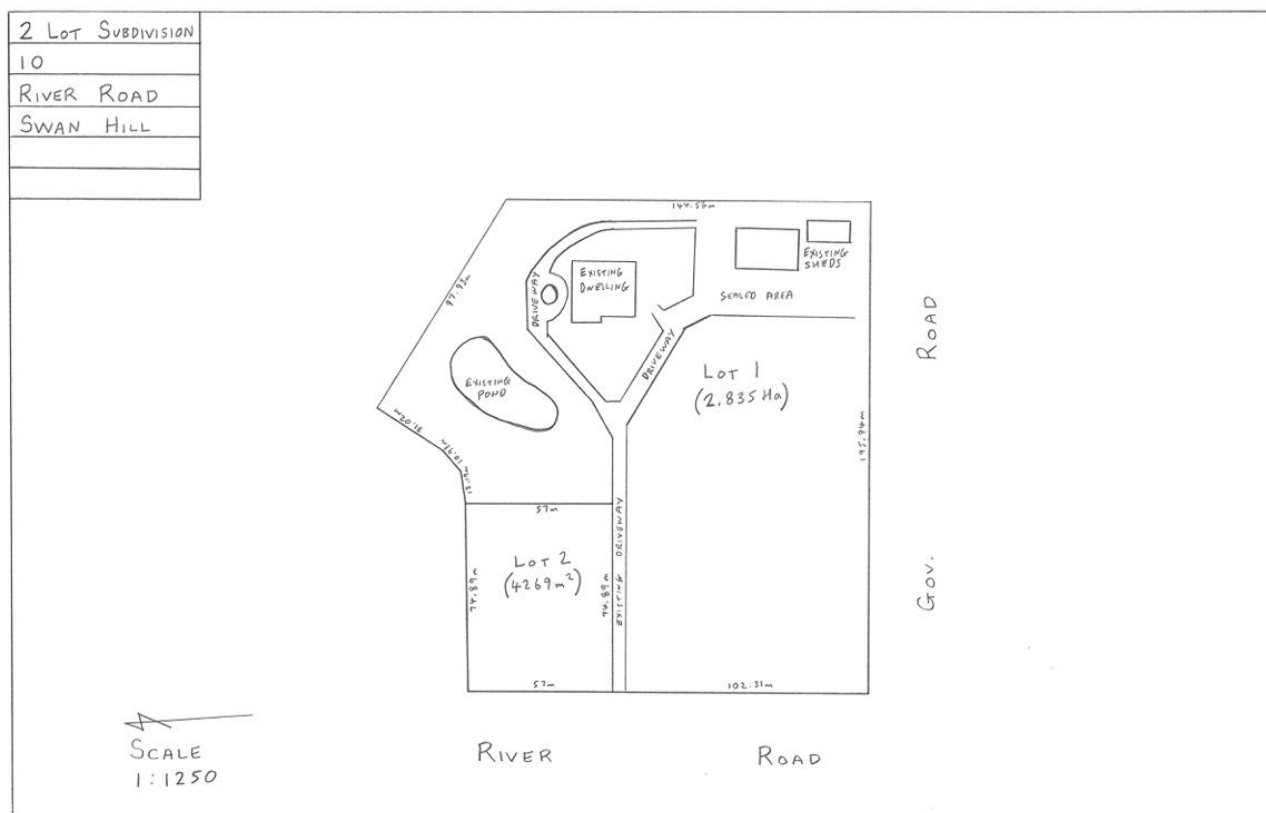 2 LOT SUBDIVISION
10
RIVER ROAD
SWAN HILL
147.56m
EXISTING
SHEDS
EXISTING
DWELLING
DRIVEWAY
SEALED AREA
97.93m
ROAD
DRIVEWAY
LOT 1
(2.835 Ha)
EXISTING
POND
195.94m
57m
EXISTING DRIVEWAY
LOT 2
(4269m²)
74.89m
74.89m
GOV.
57m
102.31m
SCALE
1:1250
RIVER ROAD